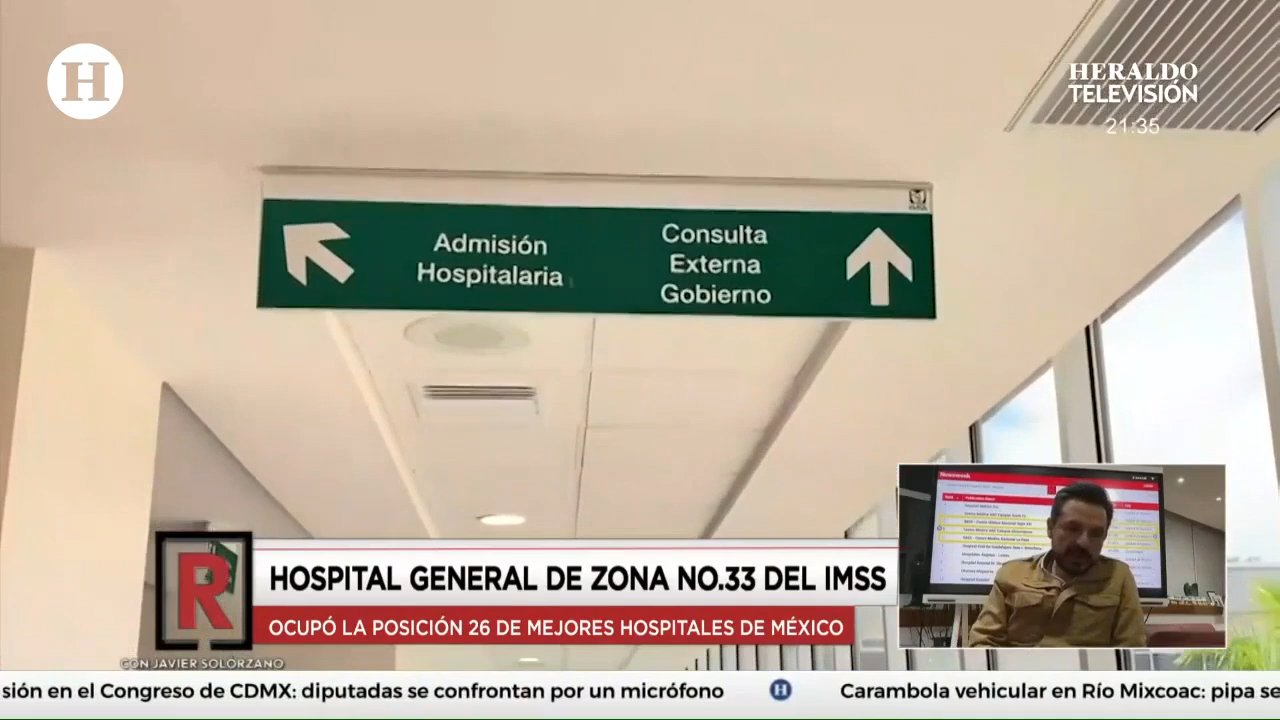 H
HERALDO
TELEVISIÓN
21:35
Admisión
Hospitalaria
Consulta
Externa
Gobierno
Newsweek
R
HOSPITAL GENERAL DE ZONA NO.33 DEL IMSS
OCUPÓ LA POSICIÓN 26 DE MEJORES HOSPITALES DE MÉXICO
CON JAVIER SOLÓRZANO
sión en el Congreso de CDMX: diputadas se confrontan por un micrófono
H
Carambola vehicular en Río Mixcoac: pipa se